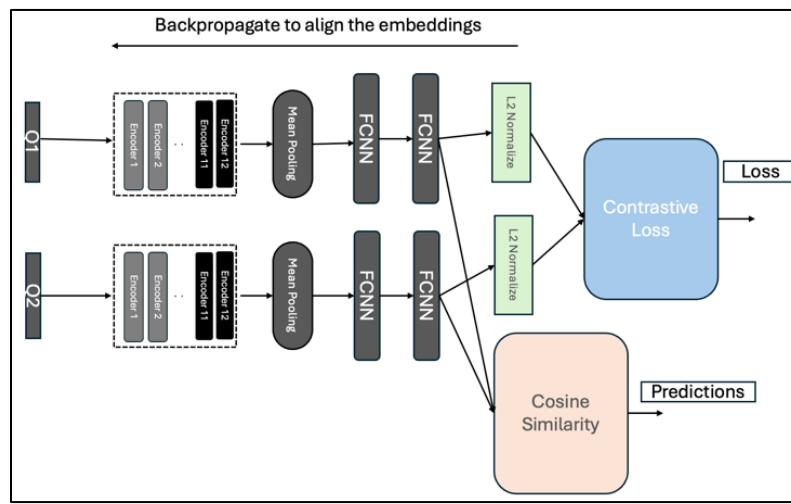 Backpropagate to align the embeddings
Q1
Encoder 1
Encoder 2
. .
Encoder 11
Encoder 12
Mean Pooling
FCNN
FCNN
L2 Normalize
Contrastive
Loss
Loss
Q2
Encoder 1
Encoder 2
. .
Encoder 11
Encoder 12
Mean Pooling
FCNN
FCNN
L2 Normalize
Cosine
Similarity
Predictions